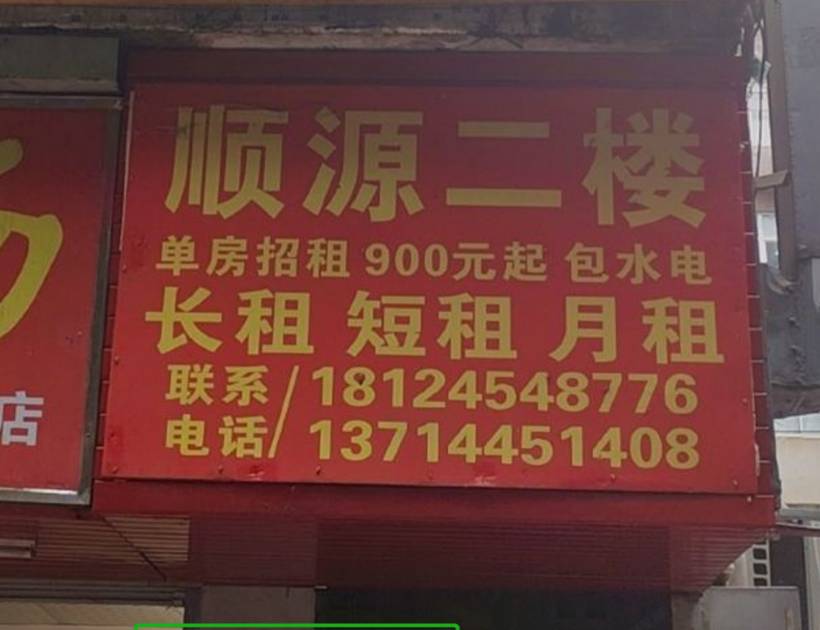 顺源二楼
单房招租 900元起 包水电
长租 短租 月租
联系电话/18124548776
13714451408
店